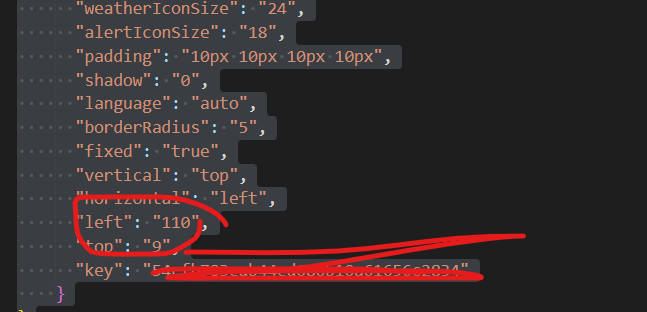 "weatherIconSize": "24",
"alertIconSize": "18",
"padding": "10px 10px 10px 10px",
"shadow": "0",
"language": "auto",
"borderRadius": "5",
"fixed": "true",
"vertical": "top",
"horizontal": "left",
"left": "110",
"top": "9",
"key":
}